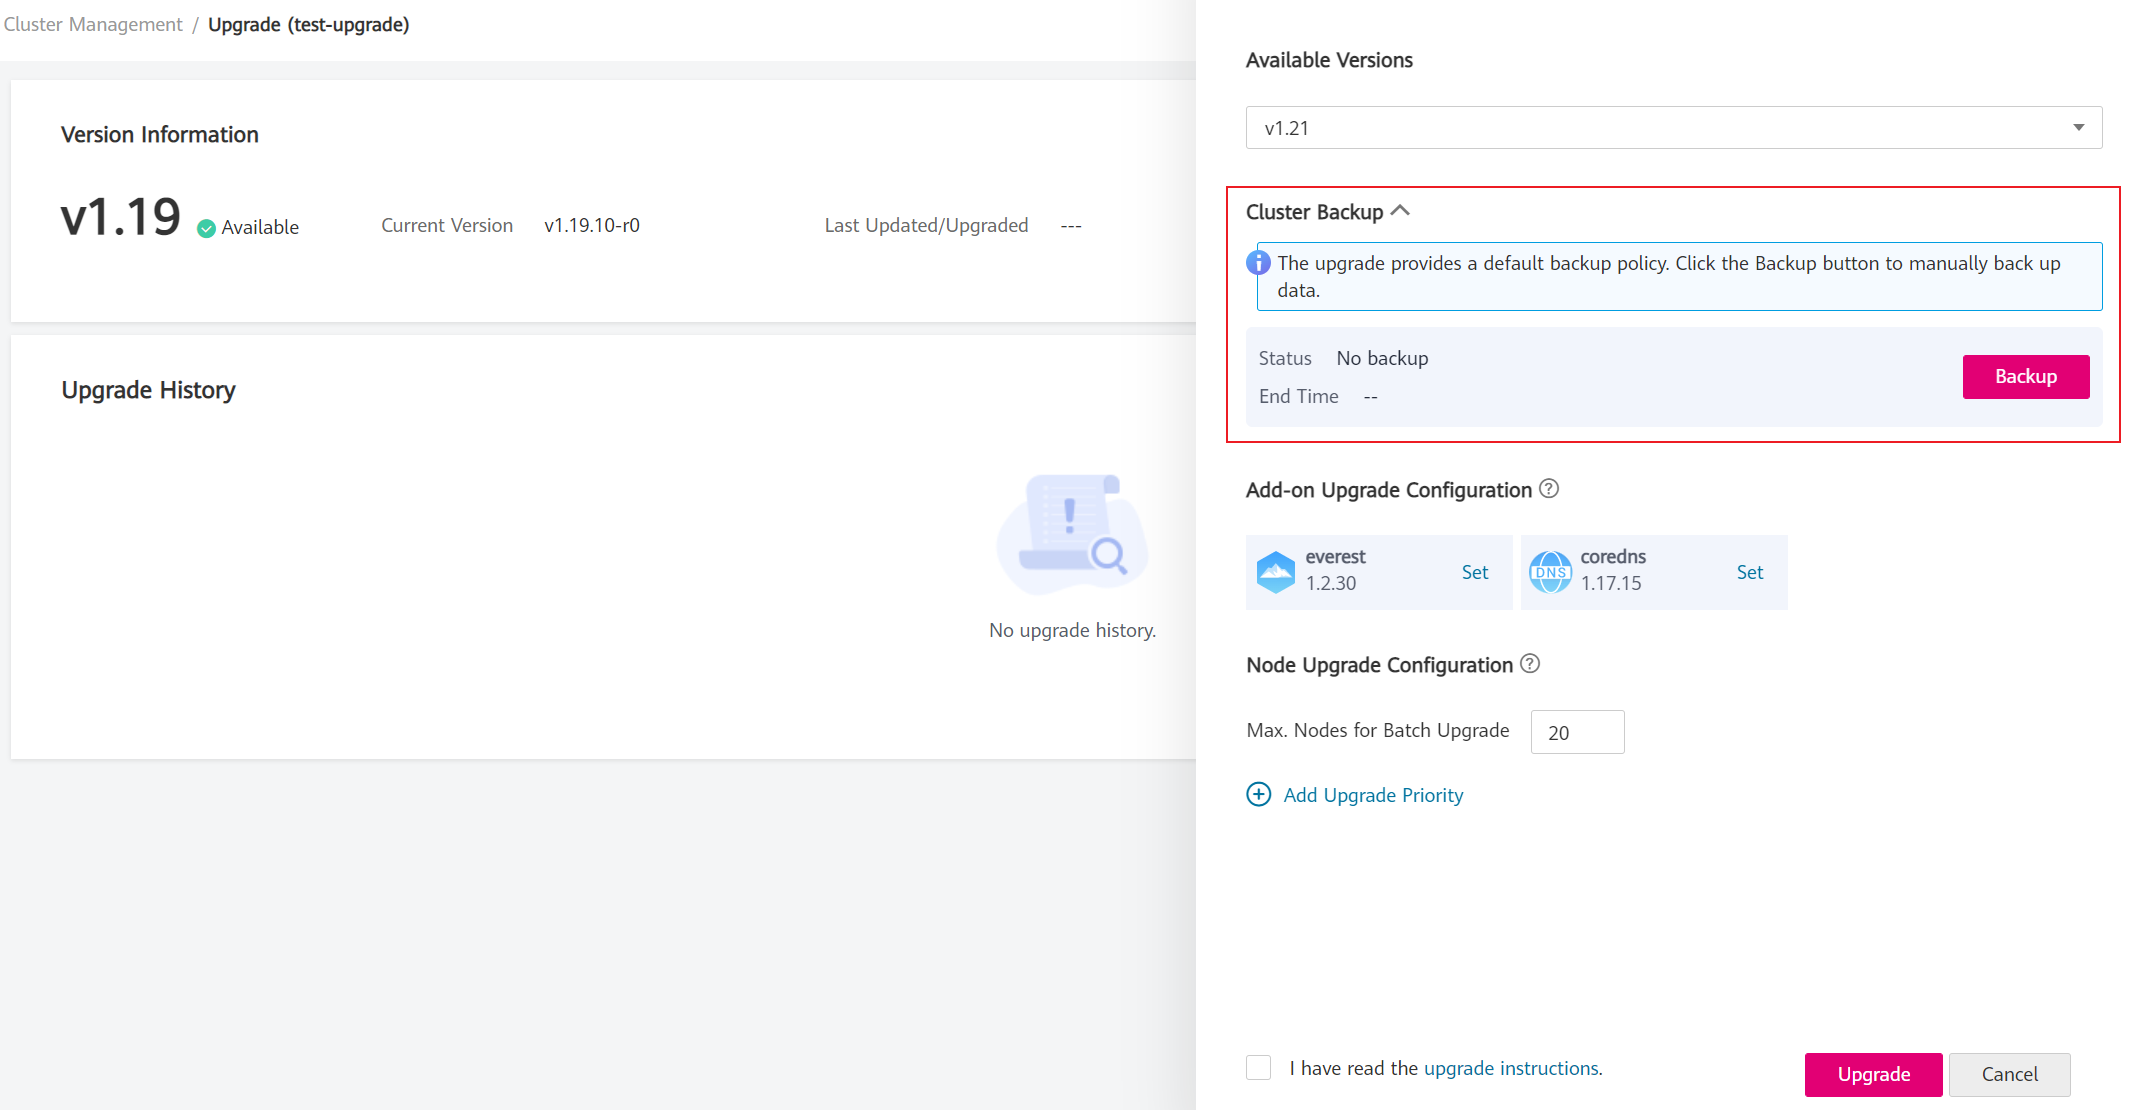 Cluster Management / Upgrade (test-upgrade)
Version Information
v1.19 Available Current Version v1.19.10-r0 Last Updated/Upgraded ---
Upgrade History
No upgrade history.
Available Versions
v1.21
Cluster Backup
The upgrade provides a default backup policy. Click the Backup button to manually back up
data.
Status No backup
End Time --
Backup
Add-on Upgrade Configuration ?
everest
1.2.30
Set
DNS
coredns
1.17.15
Set
Node Upgrade Configuration ?
Max. Nodes for Batch Upgrade 20
Add Upgrade Priority
I have read the upgrade instructions.
Upgrade Cancel